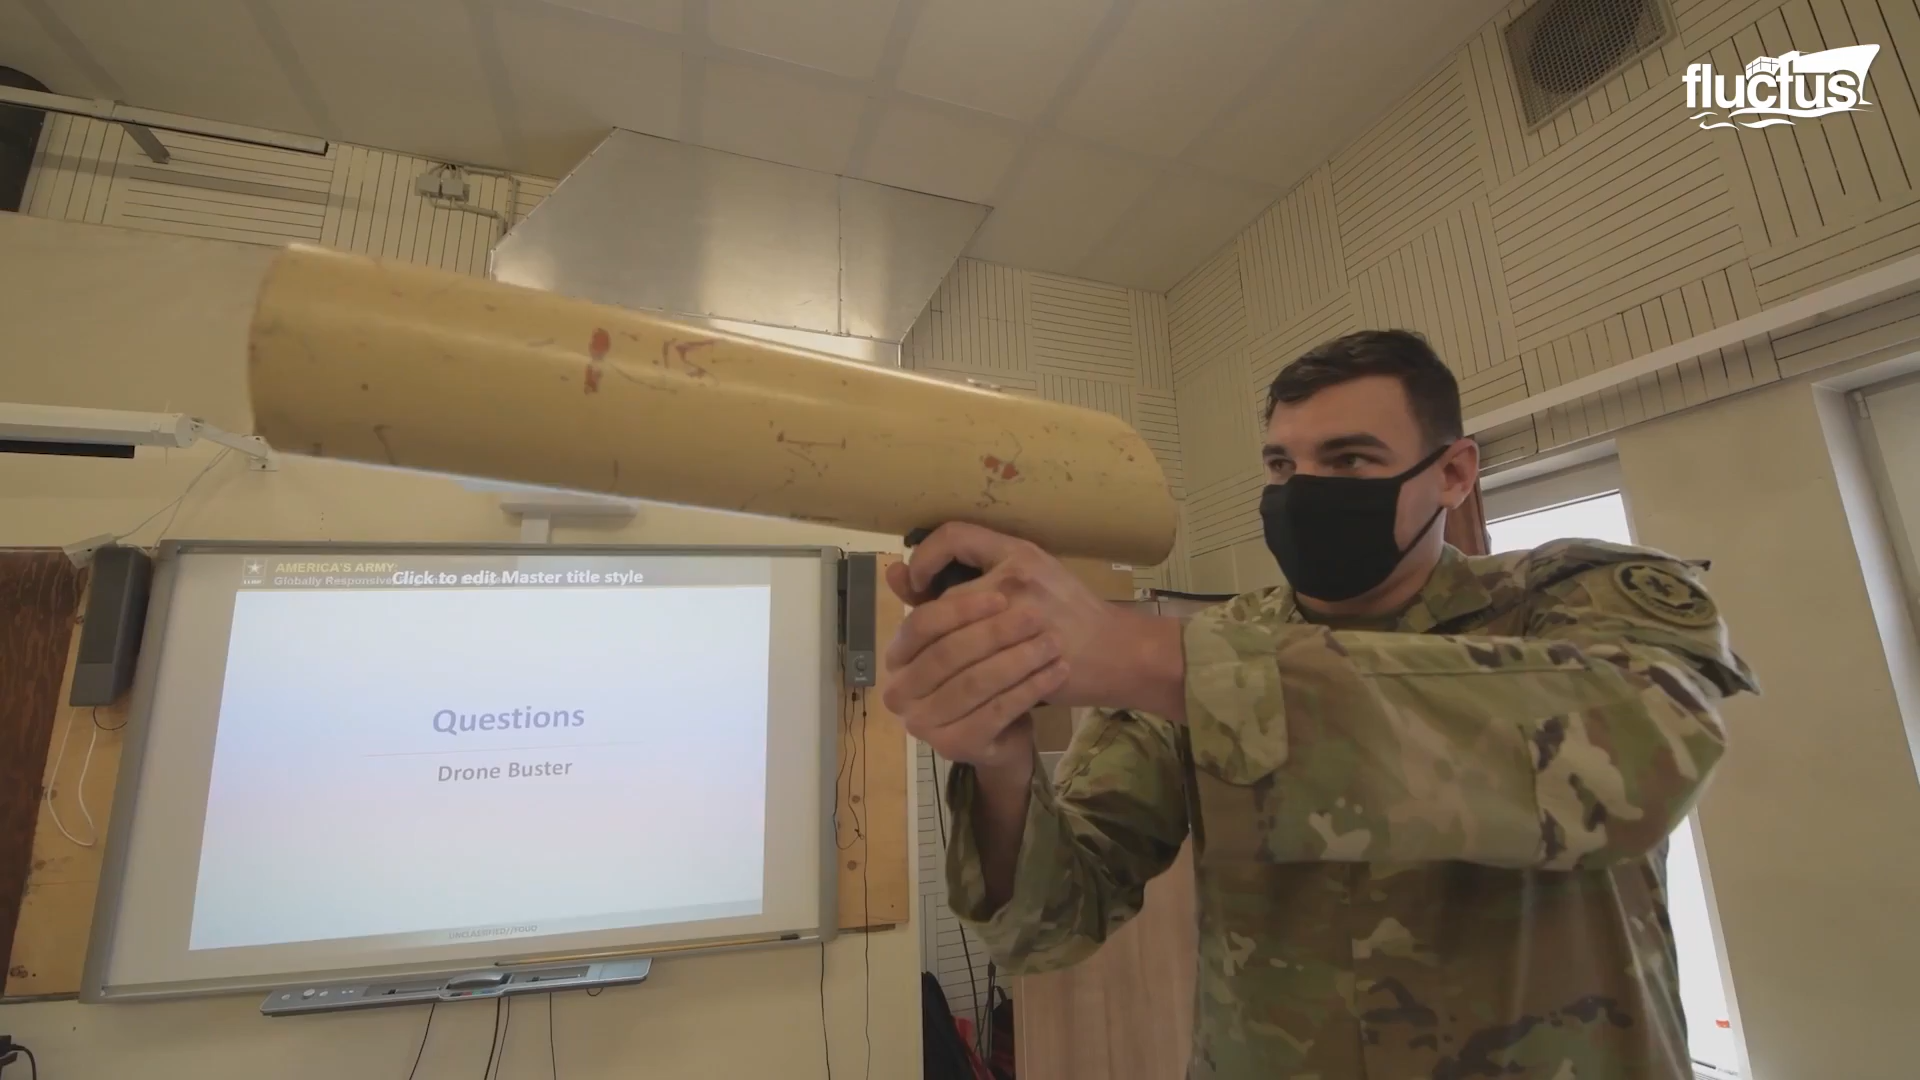 fluctus
AMERICA'S ARMY:
Globally Responsive
Click to edit Master title style
Questions
Drone Buster
UNCLASSIFIED//FOUO